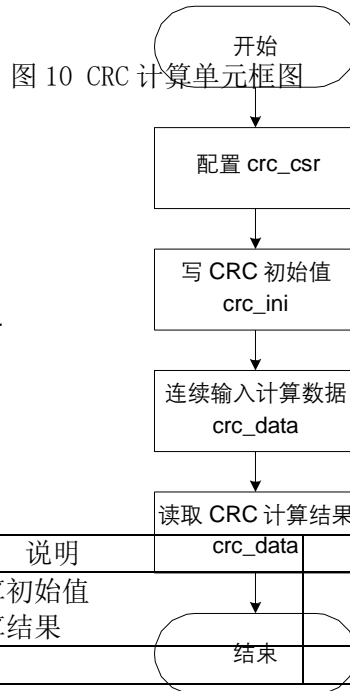 开始
图 10 CRC 计算单元框图
配置 crc_csr
写 CRC 初始值
crc_ini
连续输入计算数据
crc_data
读取 CRC 计算结果
crc_data
说明
初始值
结果
结束